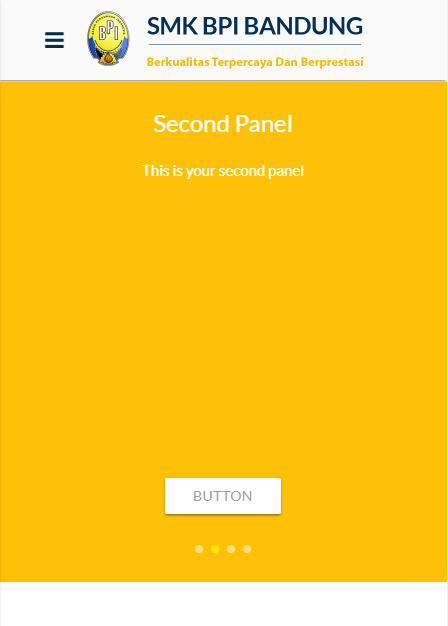 BPI
SMK BPI BANDUNG
Berkualitas Terpercaya Dan Berprestasi
Second Panel
This is your second panel
BUTTON